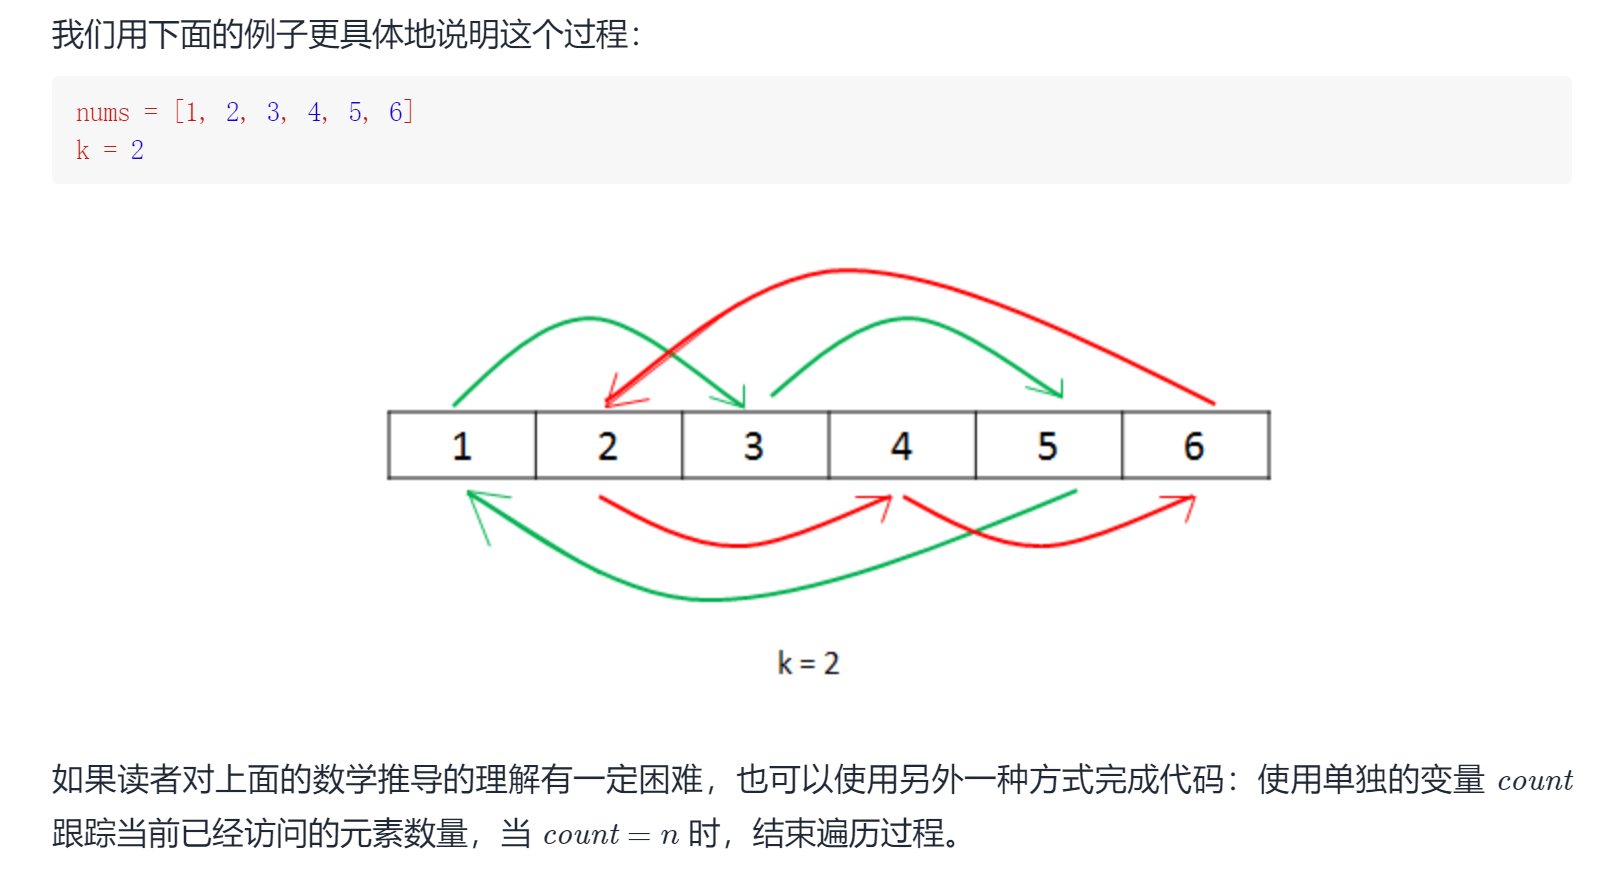 我们用下面的例子更具体地说明这个过程：
nums = [1, 2, 3, 4, 5, 6]
k = 2
1 2 3 4 5 6
k = 2
如果读者对上面的数学推导的理解有一定困难，也可以使用另外一种方式完成代码：使用单独的变量 count
跟踪当前已经访问的元素数量，当 count = n 时，结束遍历过程。